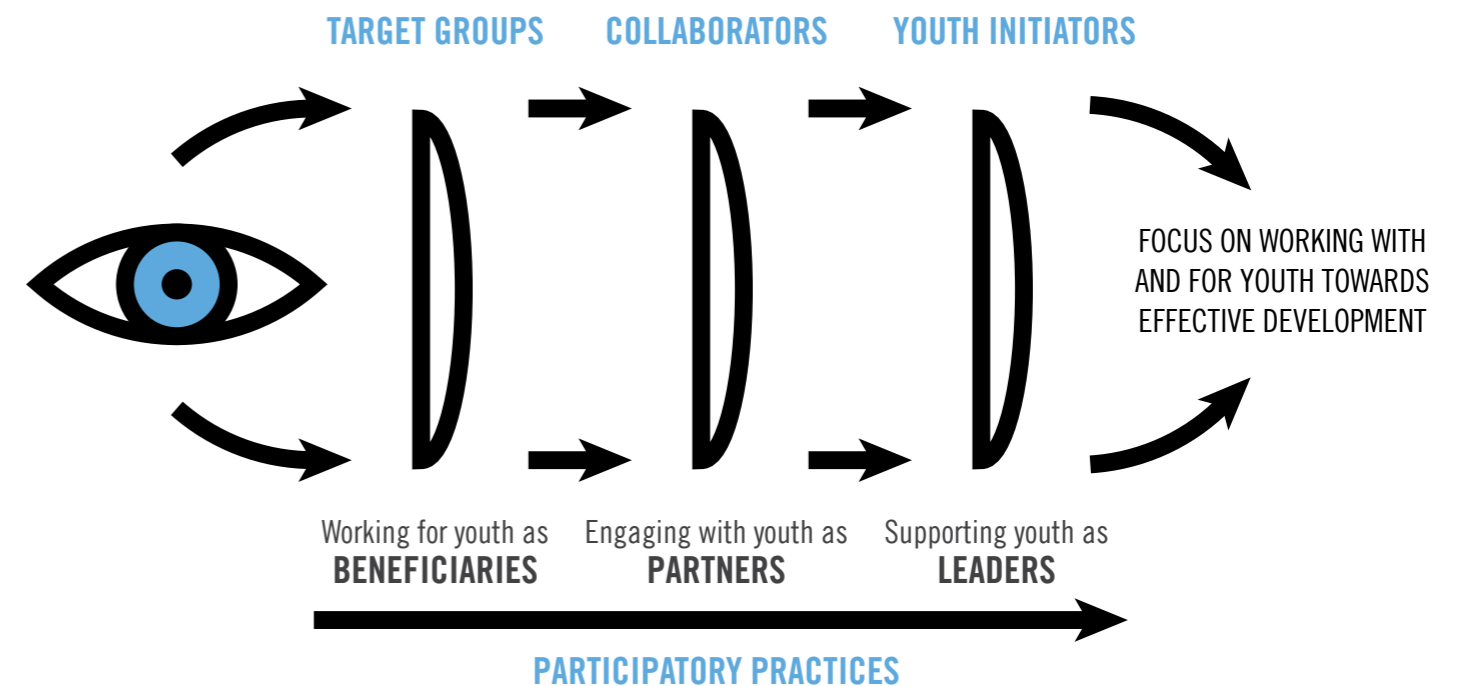 TARGET GROUPS
COLLABORATORS
YOUTH INITIATORS
FOCUS ON WORKING WITH
AND FOR YOUTH TOWARDS
EFFECTIVE DEVELOPMENT
Working for youth as
BENEFICIARIES
Engaging with youth as
PARTNERS
Supporting youth as
LEADERS
PARTICIPATORY PRACTICES